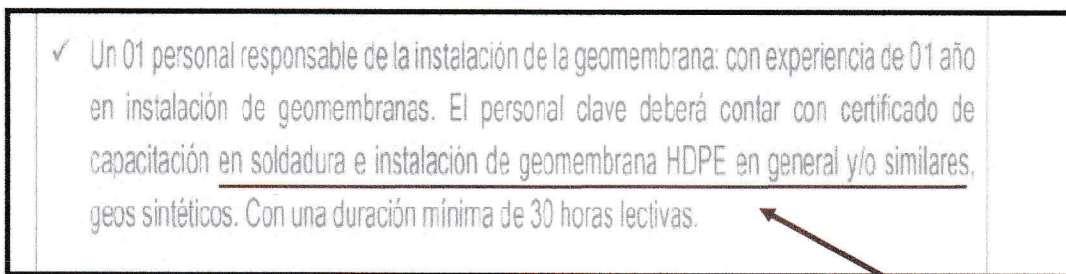 ✓ Un 01 personal responsable de la instalación de la geomembrana: con experiencia de 01 año
en instalación de geomembranas. El personal clave deberá contar con certificado de
capacitación en soldadura e instalación de geomembrana HDPE en general y/o similares,
geos sintéticos. Con una duración mínima de 30 horas lectivas.